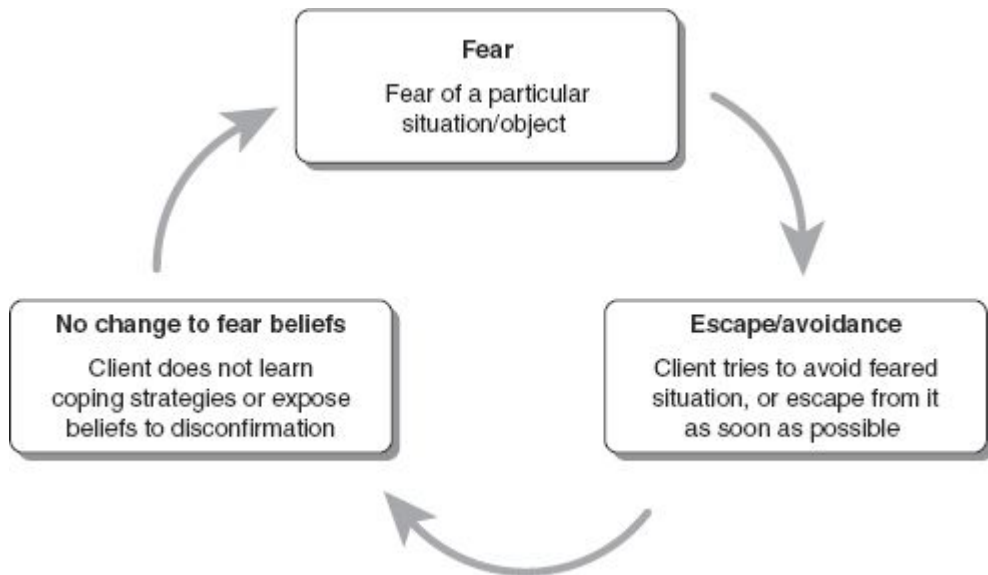 Fear
Fear of a particular
situation/object
No change to fear beliefs
Client does not learn
coping strategies or expose
beliefs to disconfirmation
Escape/avoidance
Client tries to avoid feared
situation, or escape from it
as soon as possible